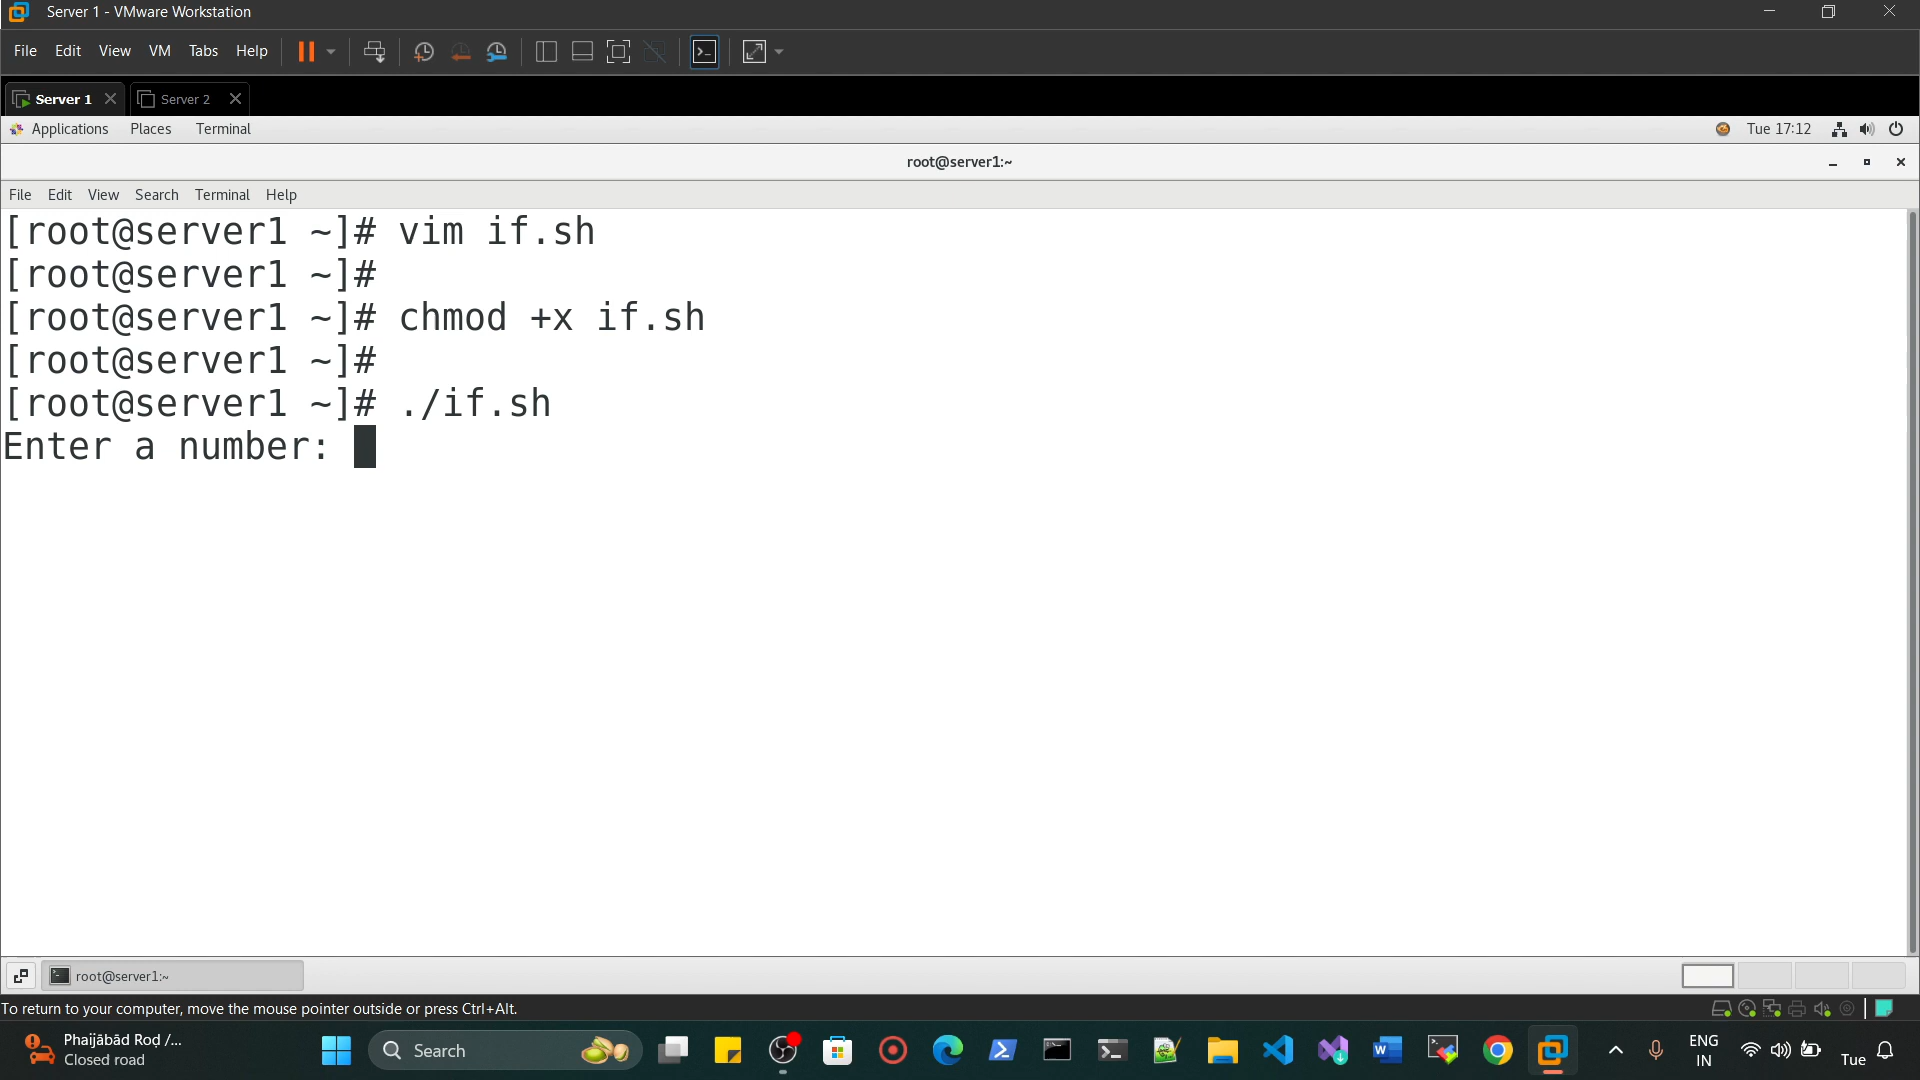 Server 1 - VMware Workstation
File Edit View VM Tabs Help
Server 1 Server 2
Applications Places Terminal Tue 17:12
root@server1:~
File Edit View Search Terminal Help
[root@server1 ~]# vim if.sh
[root@server1 ~]#
[root@server1 ~]# chmod +x if.sh
[root@server1 ~]#
[root@server1 ~]# ./if.sh
Enter a number:
root@server1:~
To return to your computer, move the mouse pointer outside or press Ctrl+Alt.
Phaijābād Roḍ /...
Closed road
Search
ENG
IN
Tue